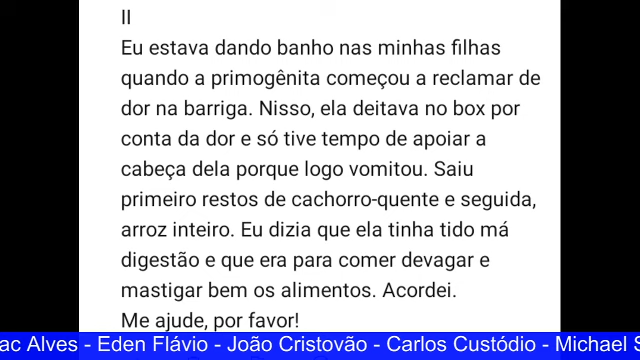 II
Eu estava dando banho nas minhas filhas
quando a primogênita começou a reclamar de
dor na barriga. Nisso, ela deitava no box por
conta da dor e só tive tempo de apoiar a
cabeça dela porque logo vomitou. Saiu
primeiro restos de cachorro-quente e seguida,
arroz inteiro. Eu dizia que ela tinha tido má
digestão e que era para comer devagar e
mastigar bem os alimentos. Acordei.
Me ajude, por favor!
ac Alves - Eden Flávio - João Cristovão - Carlos Custódio - Michael S